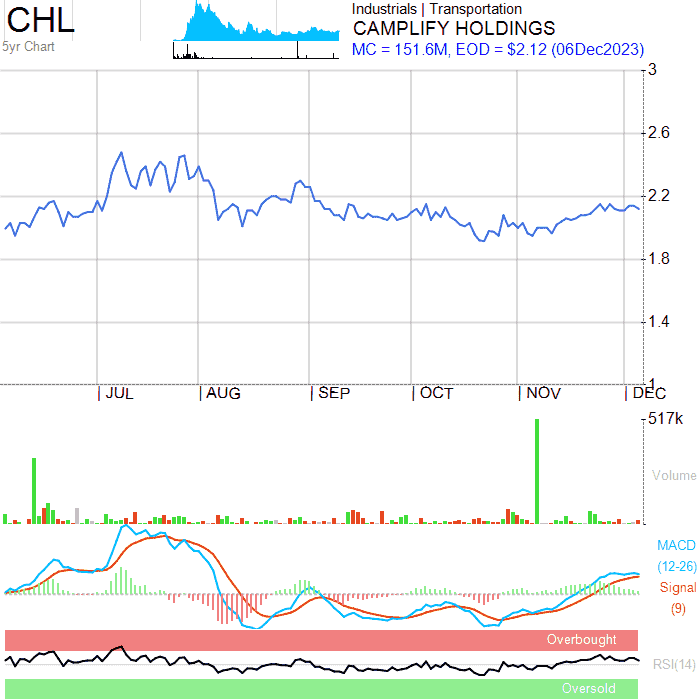 CHL
5yr Chart
Industrials | Transportation
CAMPLIFY HOLDINGS
MC = 151.6M, EOD = $2.12 (06Dec2023)
3
2.6
2.2
1.8
1.4
1
JUL AUG SEP OCT NOV DEC
517k
Volume
MACD
(12-26)
Signal
(9)
Overbought
RSI(14)
Oversold